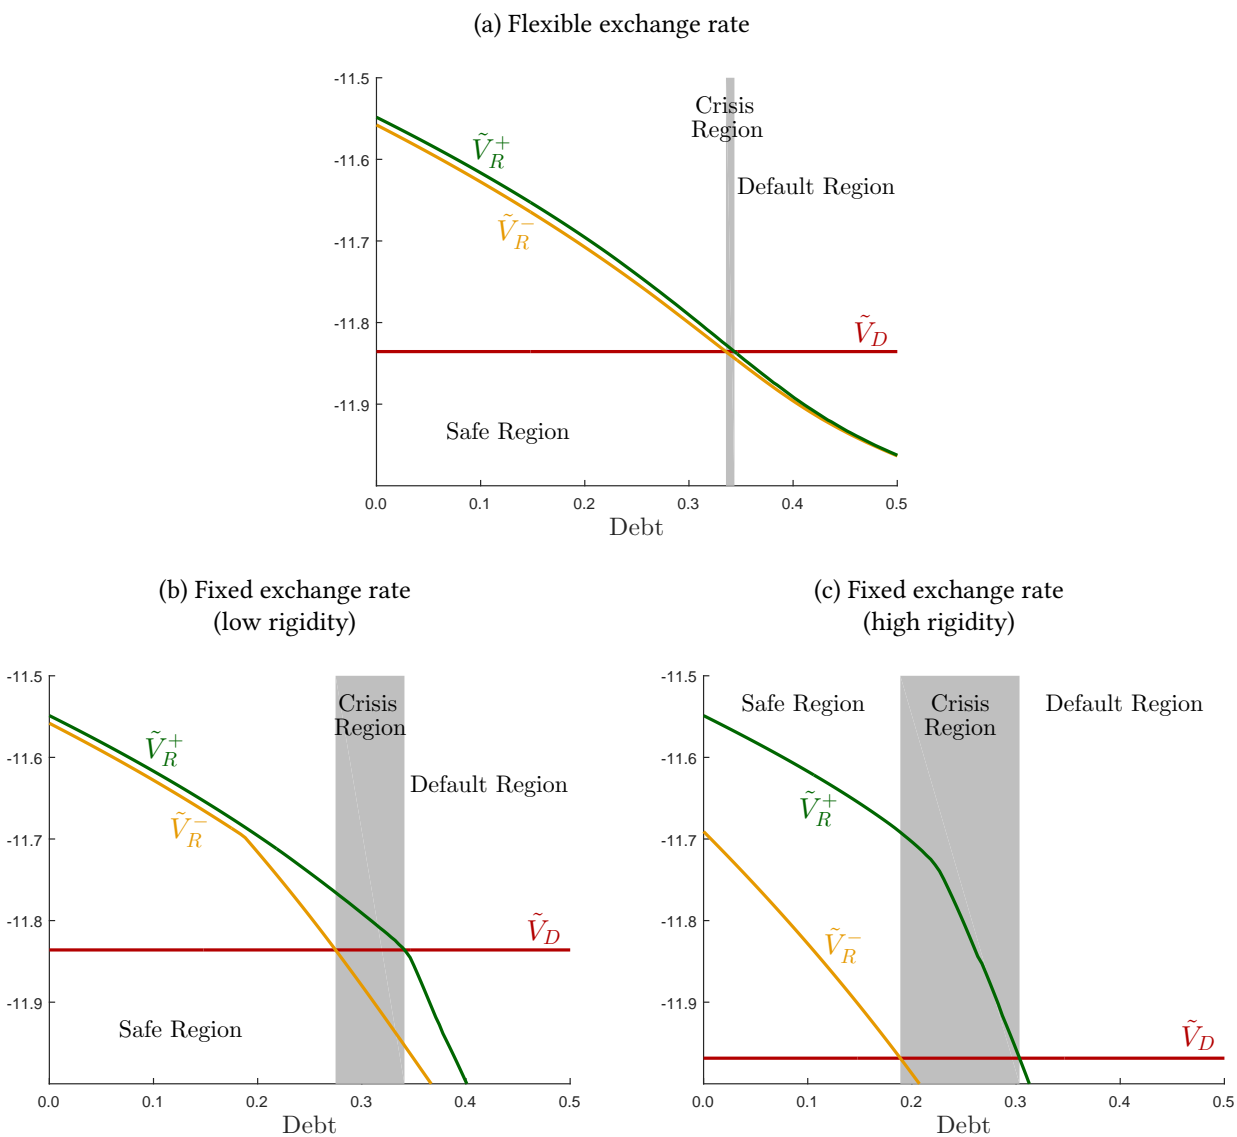 (a) Flexible exchange rate
-11.5
Crisis
Region
-11.6
Ṽ_R^+
Default Region
Ṽ_R^-
-11.7
-11.8
Ṽ_D
-11.9
Safe Region
0.0 0.1 0.2 0.3 0.4 0.5
Debt
(b) Fixed exchange rate
(low rigidity)
-11.5
Crisis
Region
-11.6
Ṽ_R^+
Default Region
Ṽ_R^-
-11.7
-11.8
Ṽ_D
-11.9
Safe Region
0.0 0.1 0.2 0.3 0.4 0.5
Debt
(c) Fixed exchange rate
(high rigidity)
-11.5
Safe Region
Crisis
Region
Default Region
-11.6
Ṽ_R^+
-11.7
-11.8
Ṽ_R^-
-11.9
Ṽ_D
0.0 0.1 0.2 0.3 0.4 0.5
Debt